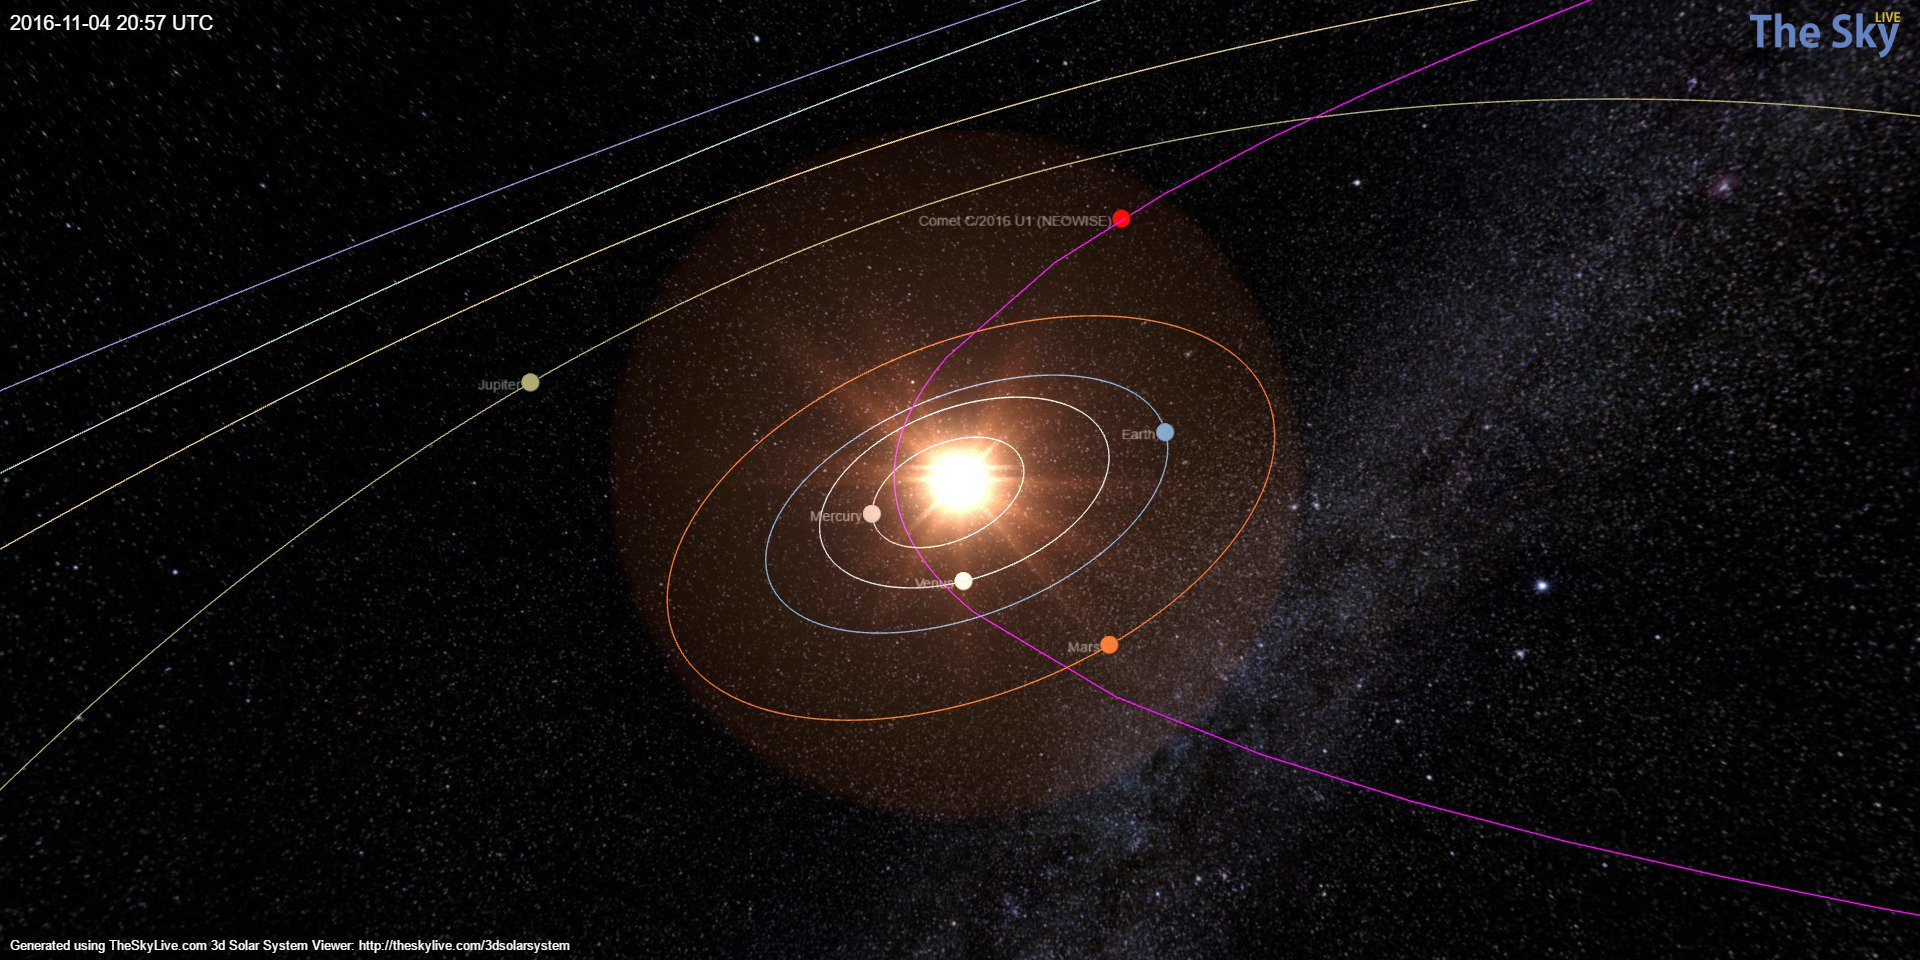 2016-11-04 20:57 UTC
LIVE
The Sky
Comet C/2016 U1 (NEOWISE)
Jupiter
Earth
Mercury
Venus
Mars
Generated using TheSkyLive.com 3d Solar System Viewer: http://theskylive.com/3dsolarsystem